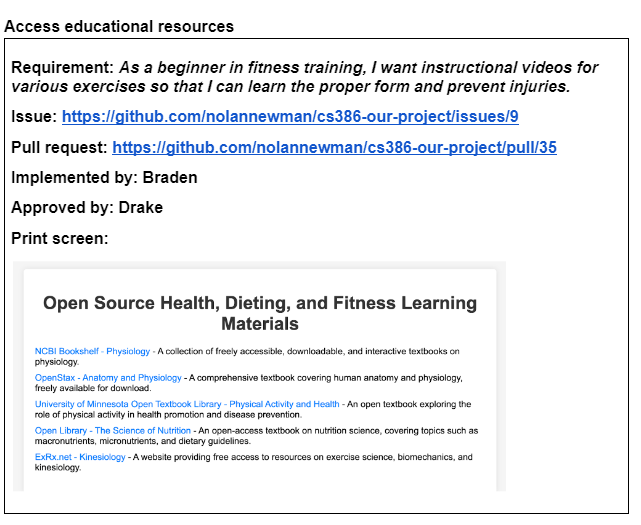 Access educational resources
Requirement: As a beginner in fitness training, I want instructional videos for
various exercises so that I can learn the proper form and prevent injuries.
Issue: https://github.com/nolannewman/cs386-our-project/issues/9
Pull request: https://github.com/nolannewman/cs386-our-project/pull/35
Implemented by: Braden
Approved by: Drake
Print screen:
Open Source Health, Dieting, and Fitness Learning
Materials
NCBI Bookshelf - Physiology - A collection of freely accessible, downloadable, and interactive textbooks on
physiology.
OpenStax - Anatomy and Physiology - A comprehensive textbook covering human anatomy and physiology,
freely available for download.
University of Minnesota Open Textbook Library - Physical Activity and Health - An open textbook exploring the
role of physical activity in health promotion and disease prevention.
Open Library - The Science of Nutrition - An open-access textbook on nutrition science, covering topics such as
macronutrients, micronutrients, and dietary guidelines.
ExRx.net - Kinesiology - A website providing free access to resources on exercise science, biomechanics, and
kinesiology.